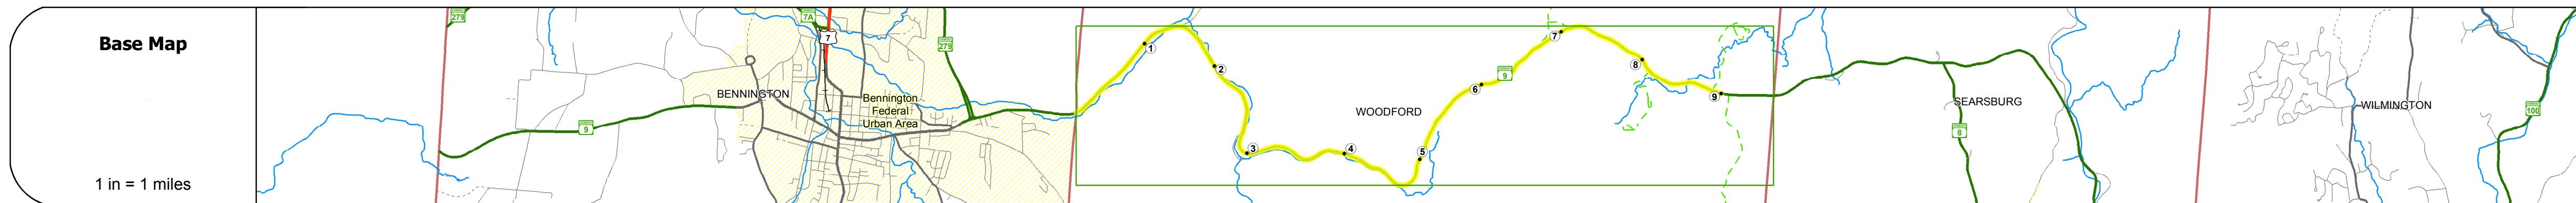 Base Map
1 in = 1 miles
279
7A
7
279
BENNINGTON
Bennington
Federal
Urban Area
9
1
2
3
4
5
6
7
8
9
9
WOODFORD
SEARSBURG
8
WILMINGTON
100